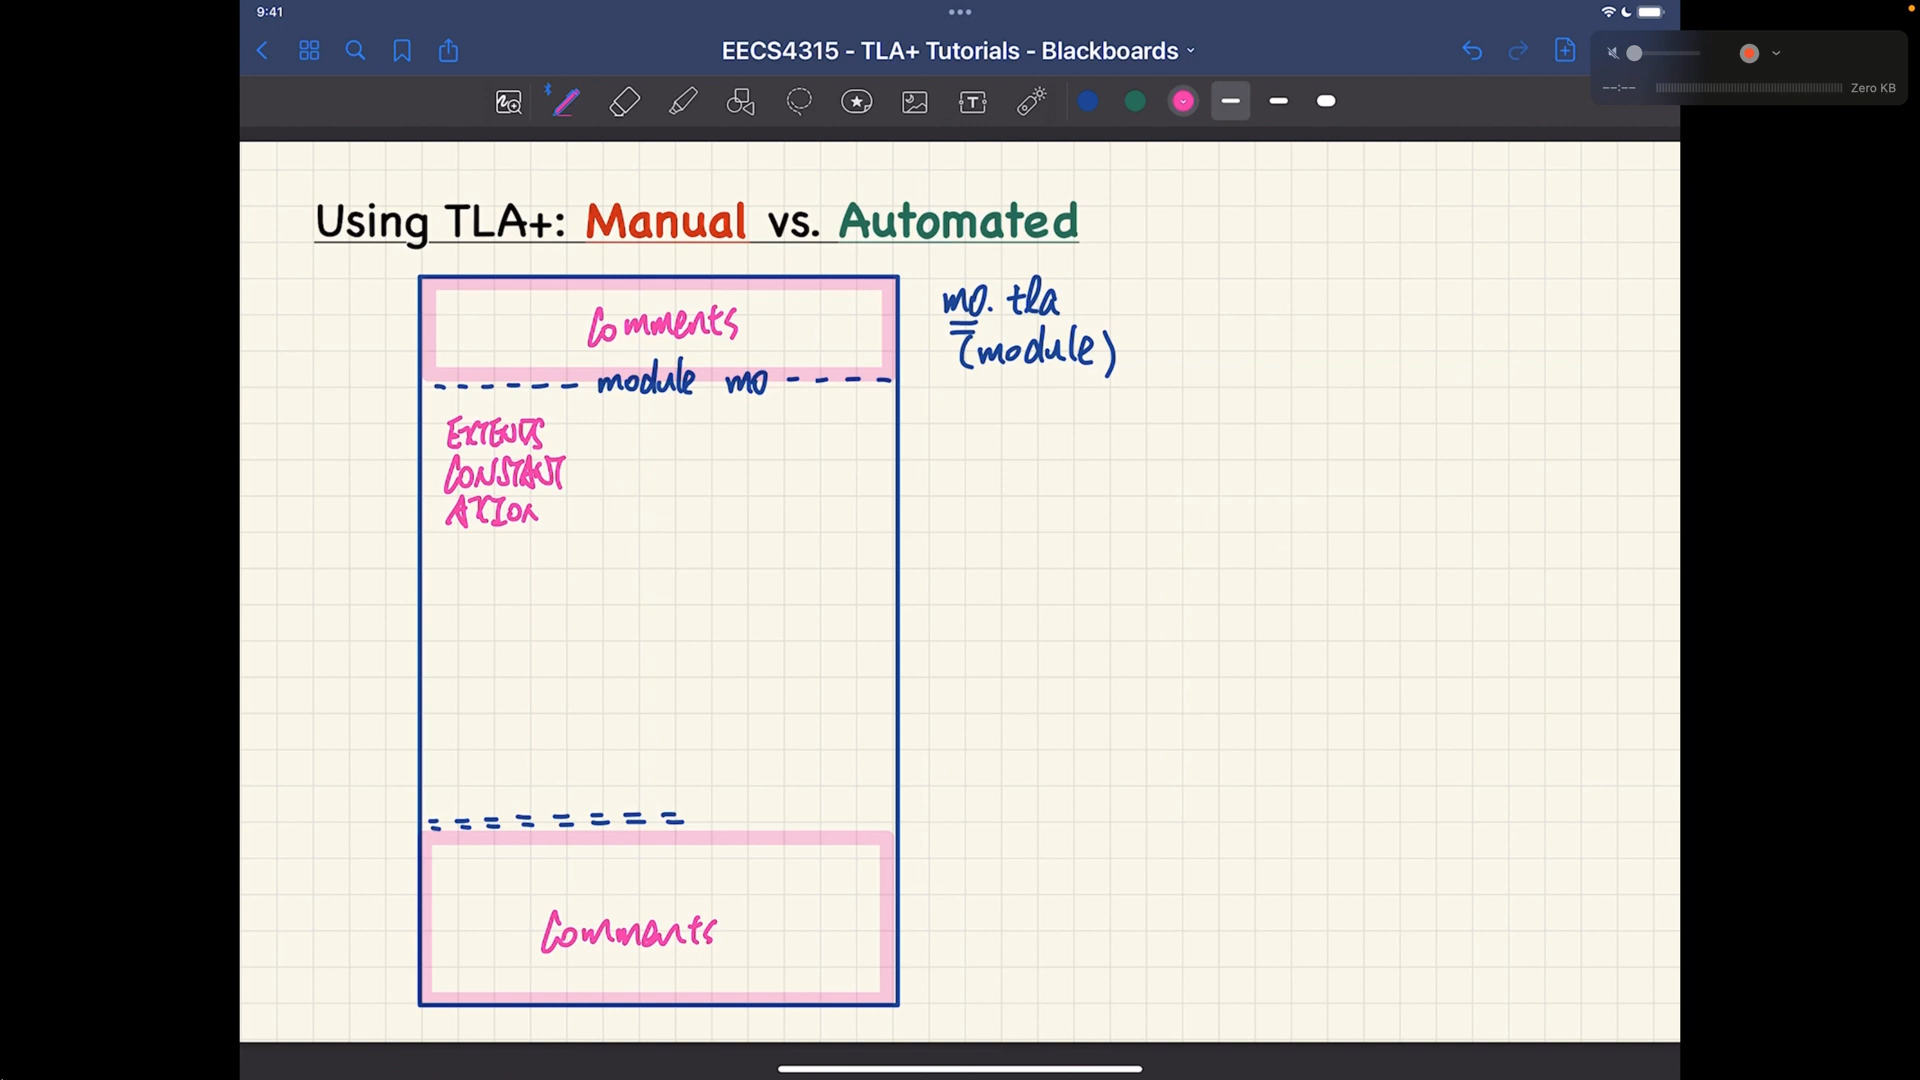 9:41
EECS4315 - TLA+ Tutorials - Blackboards
--:--
Zero KB
Using TLA+: Manual vs. Automated
Comments
mo. tla
(module)
------ module mo -----
EXTENDS
CONSTANT
AXIOM
========
Comments